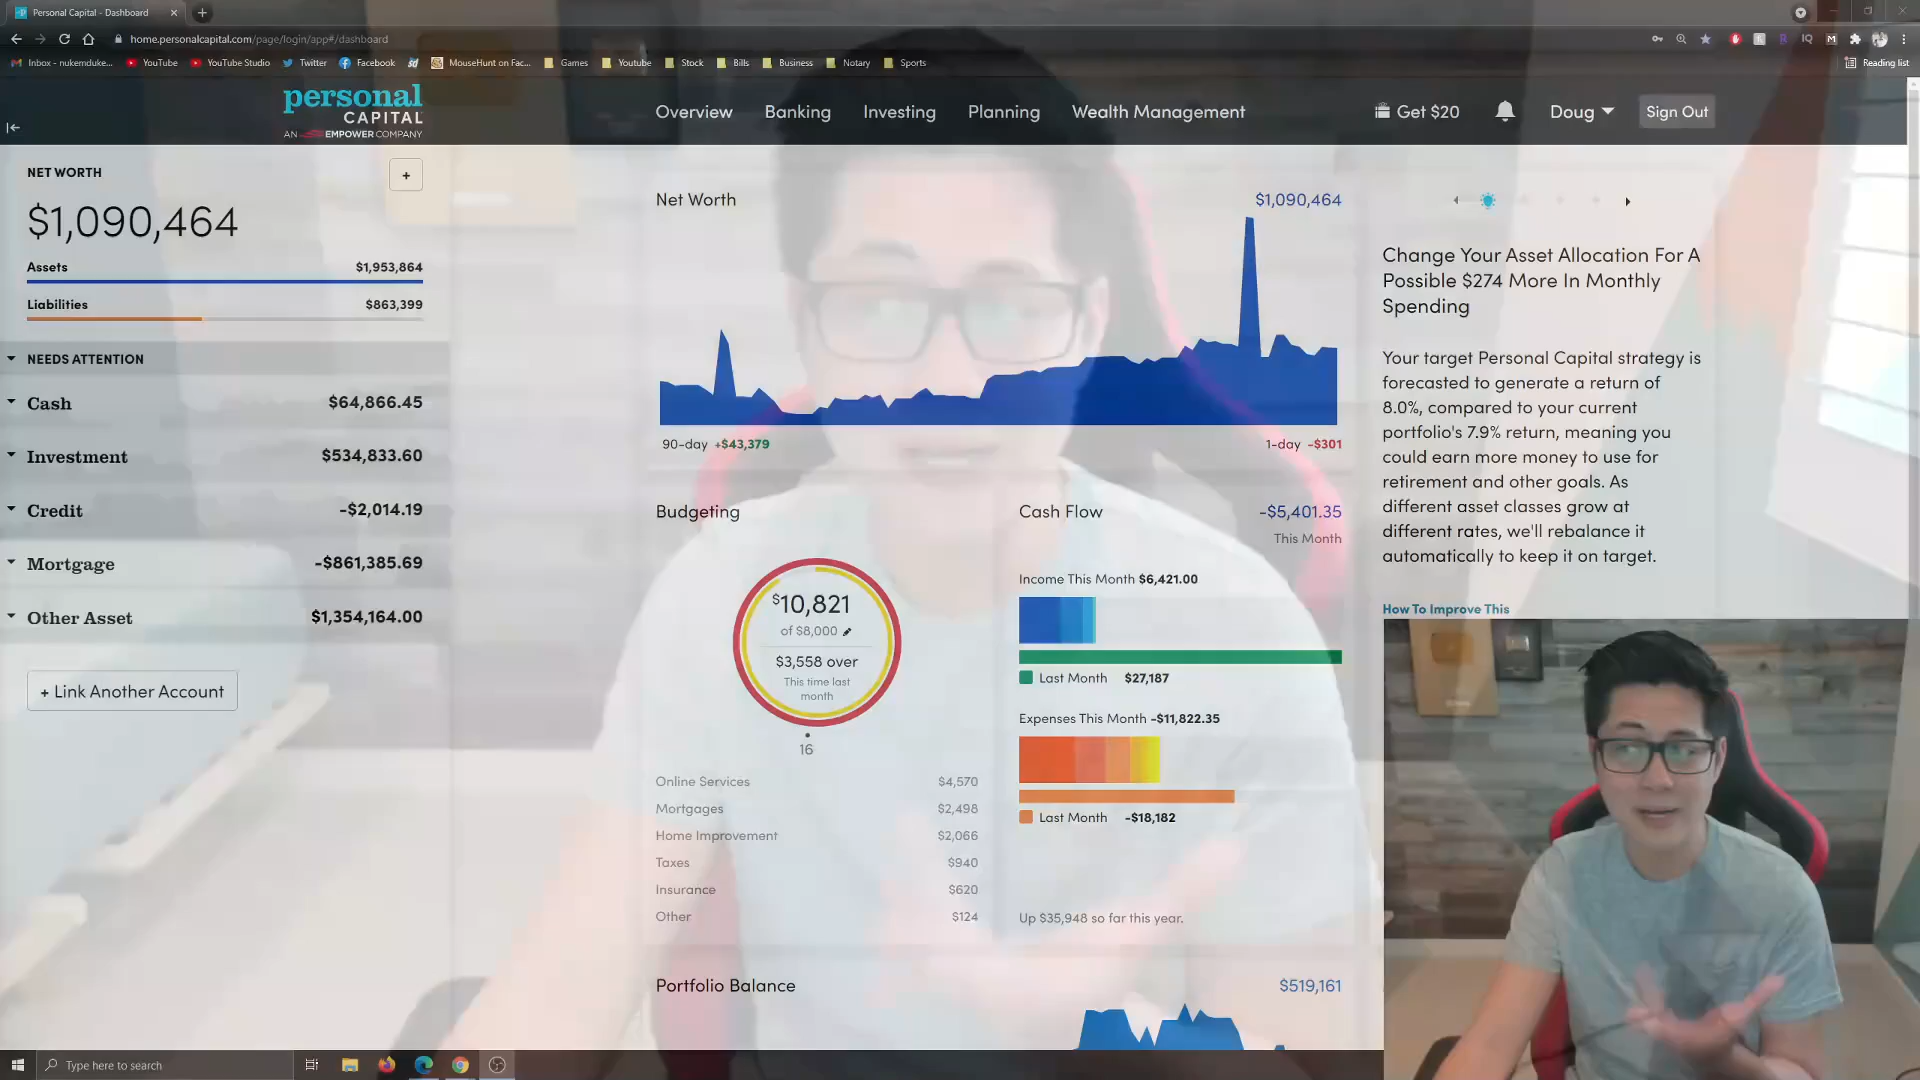 Personal Capital - Dashboard
home.personalcapital.com/page/login/app#/dashboard
Inbox - nukemduke... YouTube YouTube Studio Twitter Facebook MouseHunt on Fac... Games Youtube Stock Bills Business Notary Sports Reading list
personal
CAPITAL
AN EMPOWER COMPANY
Overview Banking Investing Planning Wealth Management Get $20 Doug Sign Out
NET WORTH
+
$1,090,464
Assets $1,953,864
Liabilities $863,399
NEEDS ATTENTION
Cash $64,866.45
Investment $534,833.60
Credit -$2,014.19
Mortgage -$861,385.69
Other Asset $1,354,164.00
+ Link Another Account
Net Worth $1,090,464
90-day +$43,379 1-day -$301
Budgeting
$10,821
of $8,000
$3,558 over
This time last
month
16
Online Services $4,570
Mortgages $2,498
Home Improvement $2,066
Taxes $940
Insurance $620
Other $124
Cash Flow -$5,401.35
This Month
Income This Month $6,421.00
Last Month $27,187
Expenses This Month -$11,822.35
Last Month -$18,182
Up $35,948 so far this year.
Portfolio Balance $519,161
Change Your Asset Allocation For A
Possible $274 More In Monthly
Spending
Your target Personal Capital strategy is
forecasted to generate a return of
8.0%, compared to your current
portfolio's 7.9% return, meaning you
could earn more money to use for
retirement and other goals. As
different asset classes grow at
different rates, we'll rebalance it
automatically to keep it on target.
How To Improve This
Type here to search